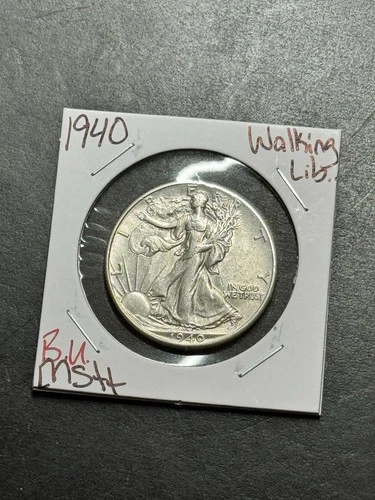 1940
Walking
Lib.
LIBERTY
IN GOD
WE TRUST
1940
B.U.
MS++